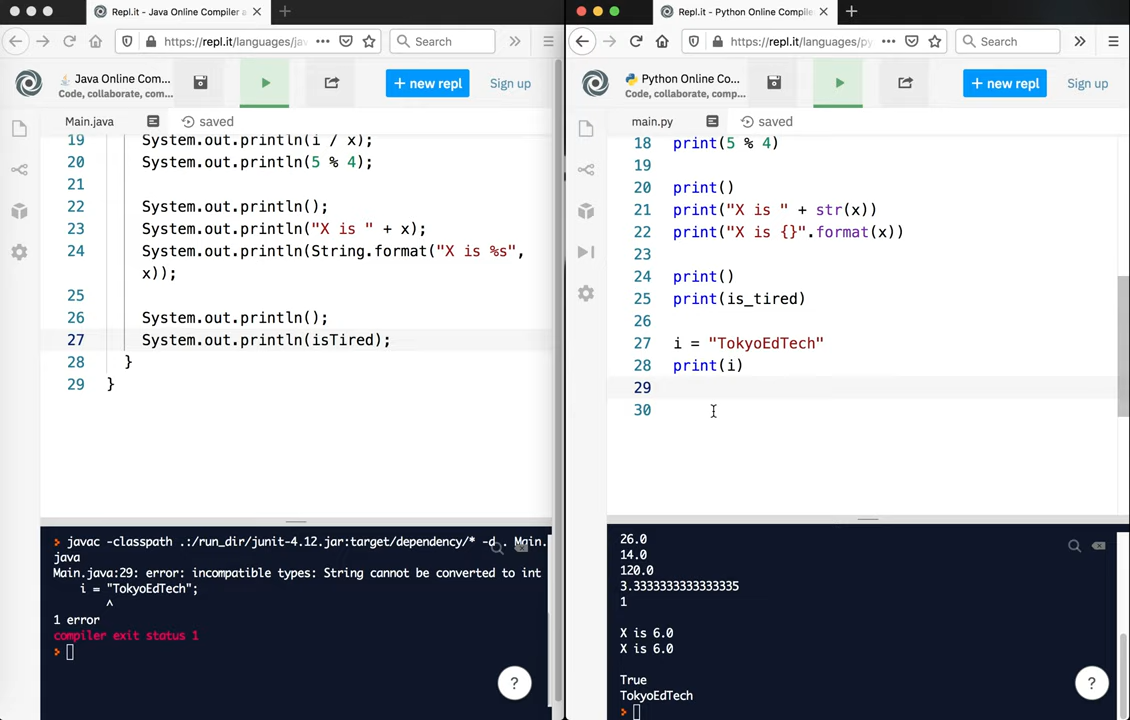 Repl.it - Java Online Compiler a
https://repl.it/languages/jav
Search
Java Online Com...
Code, collaborate, com...
+ new repl
Sign up
Main.java
saved
19 System.out.println(i / x);
20 System.out.println(5 % 4);
21
22 System.out.println();
23 System.out.println("X is " + x);
24 System.out.println(String.format("X is %s",
x));
25
26 System.out.println();
27 System.out.println(isTired);
28 }
29 }
javac -classpath .:/run_dir/junit-4.12.jar:target/dependency/* -d . Main.
java
Main.java:29: error: incompatible types: String cannot be converted to int
i = "TokyoEdTech";
^
1 error
compiler exit status 1
?
Repl.it - Python Online Compile
https://repl.it/languages/py
Search
Python Online Co...
Code, collaborate, comp...
+ new repl
Sign up
main.py
saved
18 print(5 % 4)
19
20 print()
21 print("X is " + str(x))
22 print("X is {}".format(x))
23
24 print()
25 print(is_tired)
26
27 i = "TokyoEdTech"
28 print(i)
29
30
26.0
14.0
120.0
3.3333333333333335
1
X is 6.0
X is 6.0
True
TokyoEdTech
?